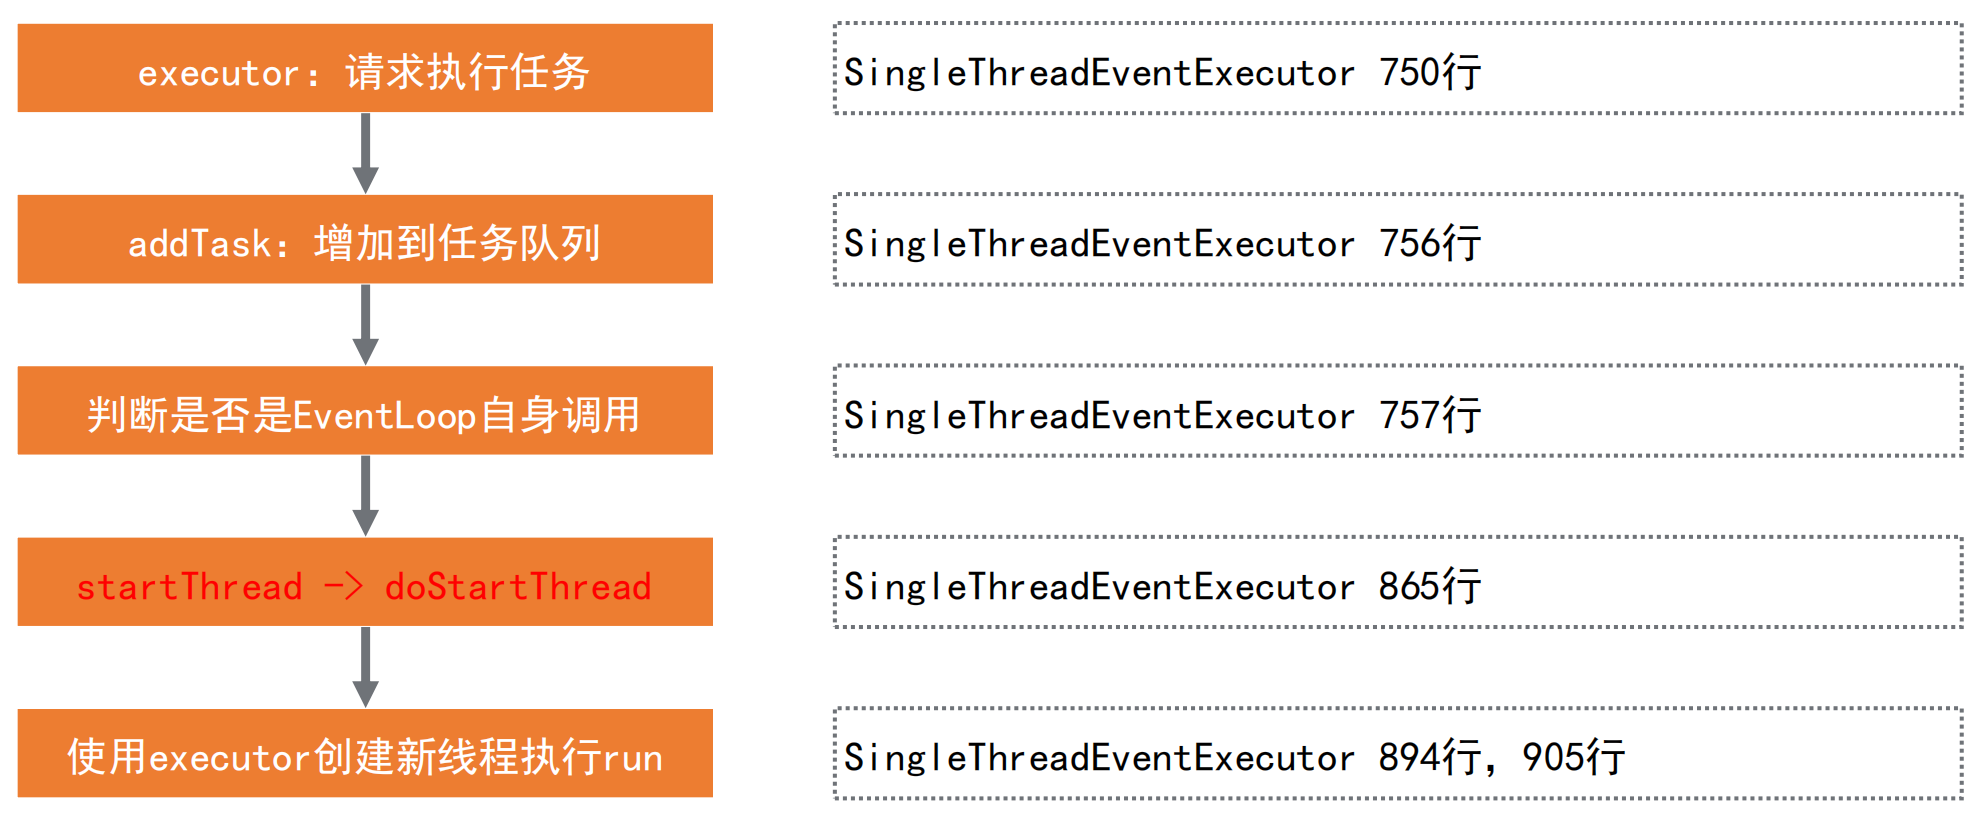 executor: 请求执行任务
SingleThreadEventExecutor 750行
addTask: 增加到任务队列
SingleThreadEventExecutor 756行
判断是否是EventLoop自身调用
SingleThreadEventExecutor 757行
startThread -> doStartThread
SingleThreadEventExecutor 865行
使用executor创建新线程执行run
SingleThreadEventExecutor 894行, 905行